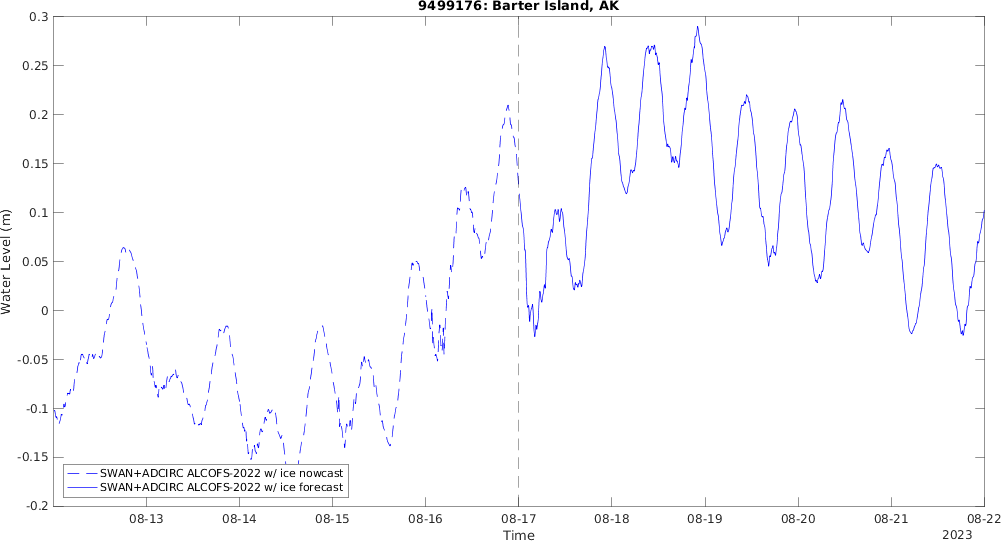 9499176: Barter Island, AK
0.3
0.25
0.2
0.15
0.1
0.05
0
-0.05
-0.1
-0.15
-0.2
Water Level (m)
SWAN+ADCIRC ALCOFS-2022 w/ ice nowcast
SWAN+ADCIRC ALCOFS-2022 w/ ice forecast
08-13 08-14 08-15 08-16 08-17 08-18 08-19 08-20 08-21 08-22
Time
2023